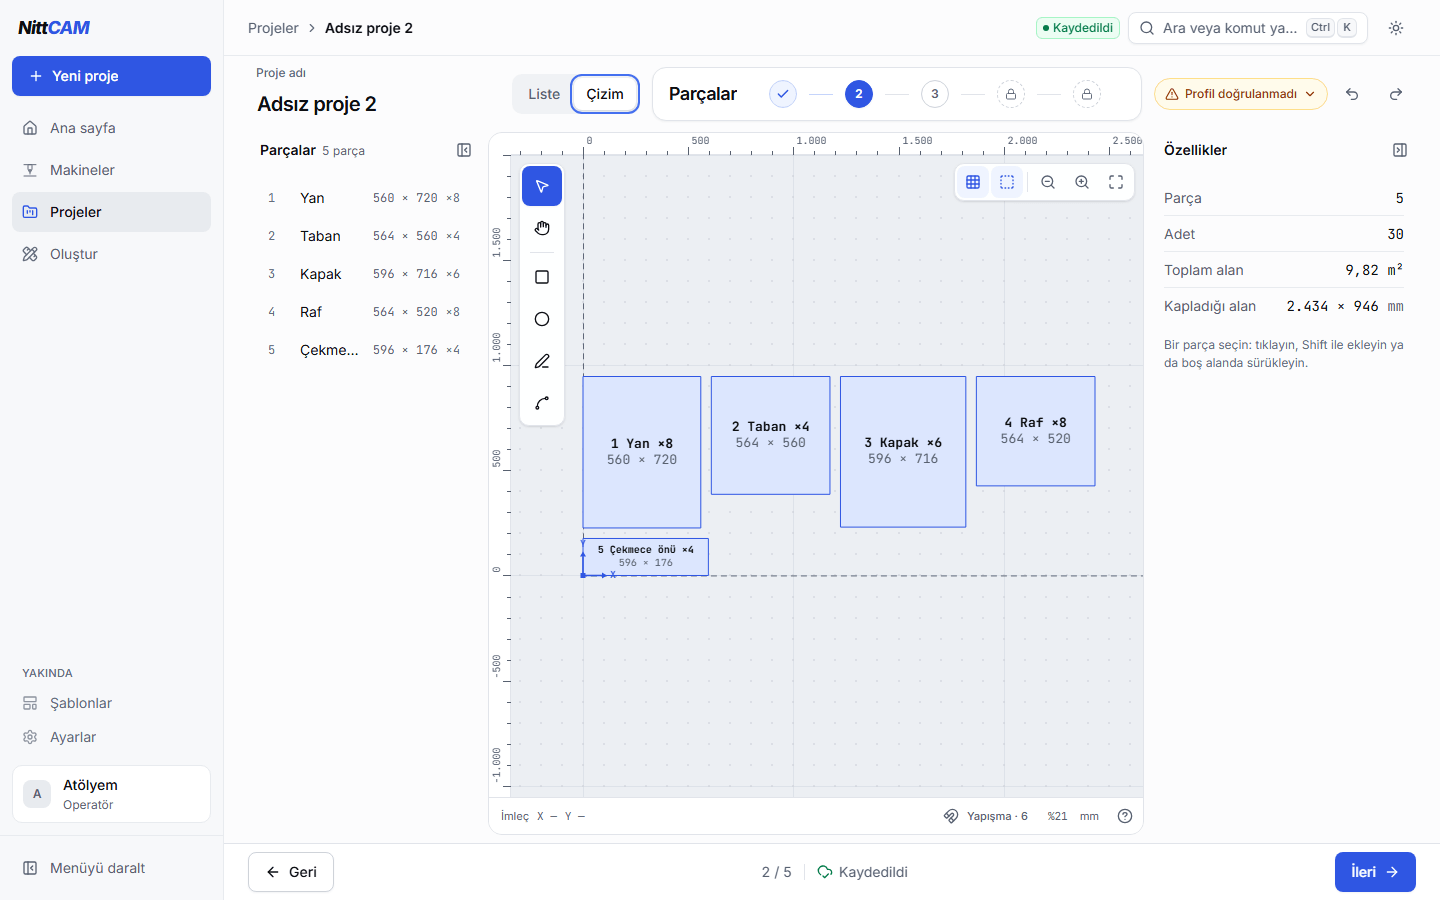 NittCAM
Yeni proje
Ana sayfa
Makineler
Projeler
Oluştur
YAKINDA
Şablonlar
Ayarlar
A
Atölyem
Operatör
Menüyü daralt
Projeler
Adsız proje 2
Kaydedildi
Ara veya komut ya...
Ctrl
K
Proje adı
Adsız proje 2
Liste
Çizim
Parçalar
2
3
Profil doğrulanmadı
Parçalar 5 parça
1 Yan 560 × 720 ×8
2 Taban 564 × 560 ×4
3 Kapak 596 × 716 ×6
4 Raf 564 × 520 ×8
5 Çekme... 596 × 176 ×4
0 500 1.000 1.500 2.000 2.500
1.500
1.000
500
0
-500
-1.000
1 Yan ×8
560 × 720
2 Taban ×4
564 × 560
3 Kapak ×6
596 × 716
4 Raf ×8
564 × 520
5 Çekmece önü ×4
596 × 176
Y
X
İmleç X — Y —
Yapışma · 6
%21
mm
Özellikler
Parça 5
Adet 30
Toplam alan 9,82 m²
Kapladığı alan 2.434 × 946 mm
Bir parça seçin: tıklayın, Shift ile ekleyin ya
da boş alanda sürükleyin.
Geri
2 / 5
Kaydedildi
İleri